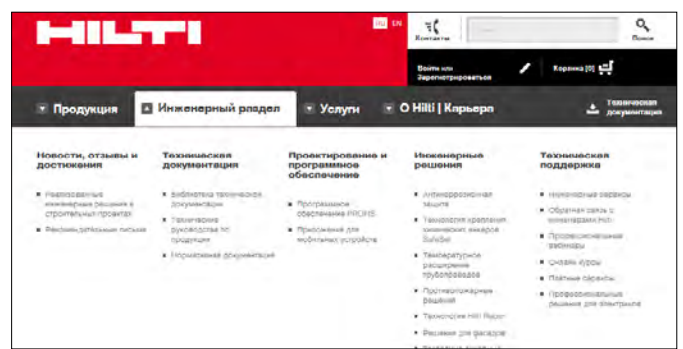 HILTI
RU EN
Контакты
Поиск
Войти или
Зарегистрироваться
Корзина [0]
Продукция
Инженерный раздел
Услуги
О Hilti | Карьера
Техническая
документация
Новости, отзывы и
достижения
Реализованные
инженерные решения в
строительных проектах
Рекомендательные письма
Техническая
документация
Библиотека технической
документации
Технические
руководства по
продукции
Нормативная документация
Проектирование и
программное
обеспечение
Программное
обеспечение PROFIS
Приложения для
мобильных устройств
Инженерные
решения
Антикоррозионная
защита
Технология крепления
химических анкеров
SafeSet
Температурное
расширение
трубопроводов
Противопожарные
решения
Технология Hilti
Решения для фасадов
Техническая
поддержка
Инженерные сервисы
Обратная связь с
инженерами Hilti
Профессиональные
вебинары
Онлайн курсы
Платные сервисы
Профессиональные
решения для электриков